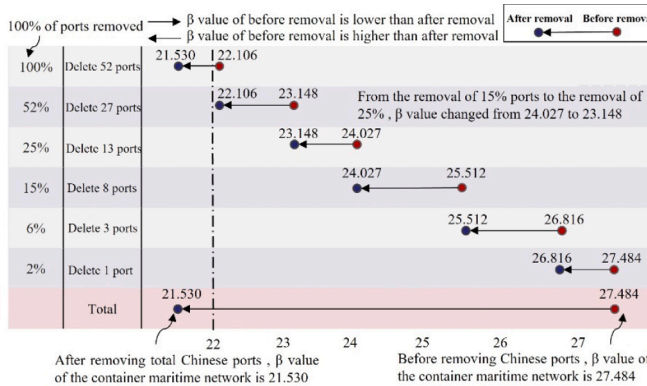 100% of ports removed
β value of before removal is lower than after removal
β value of before removal is higher than after removal
After removal Before remov
100% Delete 52 ports 21.530 22.106
52% Delete 27 ports 22.106 23.148
From the removal of 15% ports to the removal of
25% , β value changed from 24.027 to 23.148
25% Delete 13 ports 23.148 24.027
15% Delete 8 ports 24.027 25.512
6% Delete 3 ports 25.512 26.816
2% Delete 1 port 26.816 27.484
Total 21.530 27.484
22 23 24 25 26 27
After removing total Chinese ports , β value
of the container maritime network is 21.530
Before removing Chinese ports , β value of
the container maritime network is 27.484